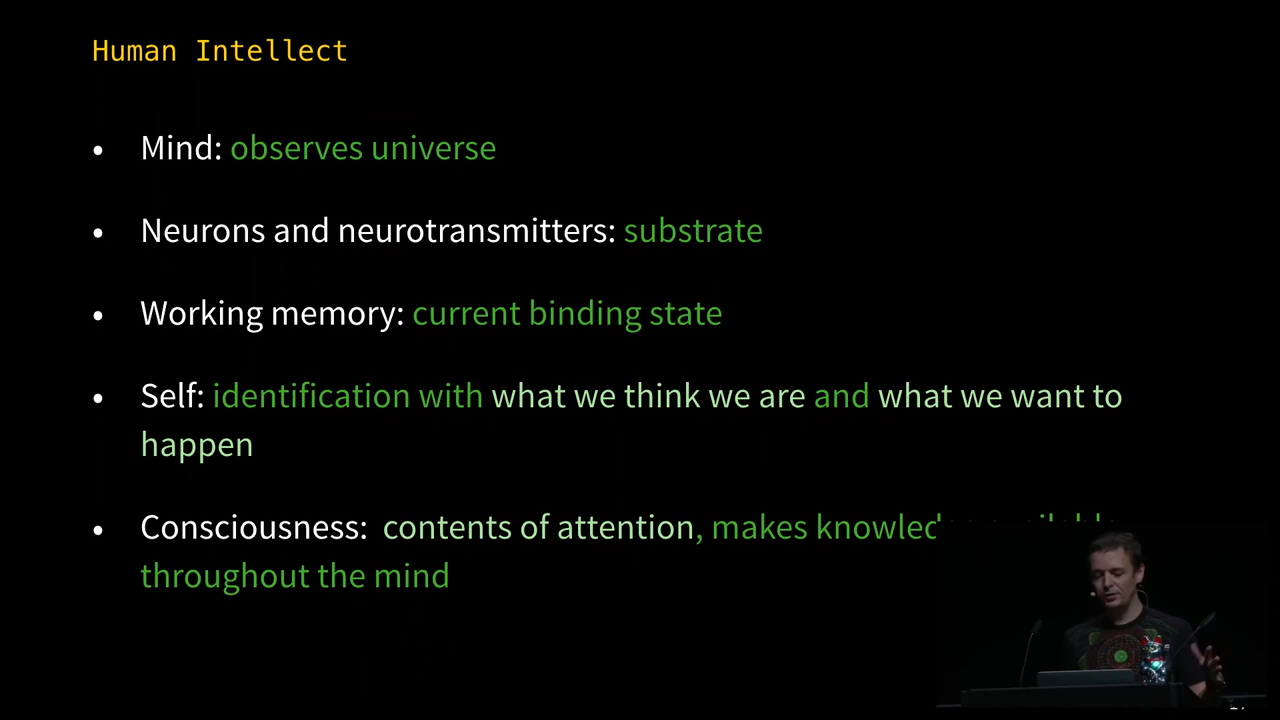 Human Intellect
• Mind: observes universe
• Neurons and neurotransmitters: substrate
• Working memory: current binding state
• Self: identification with what we think we are and what we want to
happen
• Consciousness: contents of attention, makes
throughout the mind